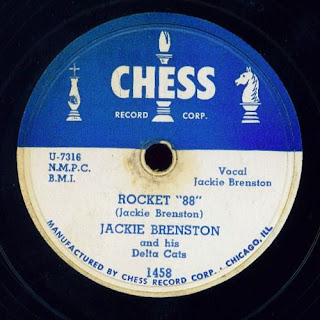 CHESS
RECORD CORP.
U-7316
N.M.P.C.
B.M.I.
Vocal
Jackie Brenston
ROCKET "88"
(Jackie Brenston)
JACKIE BRENSTON
and his
Delta Cats
1458
MANUFACTURED BY CHESS RECORD CORP. • CHICAGO, ILL